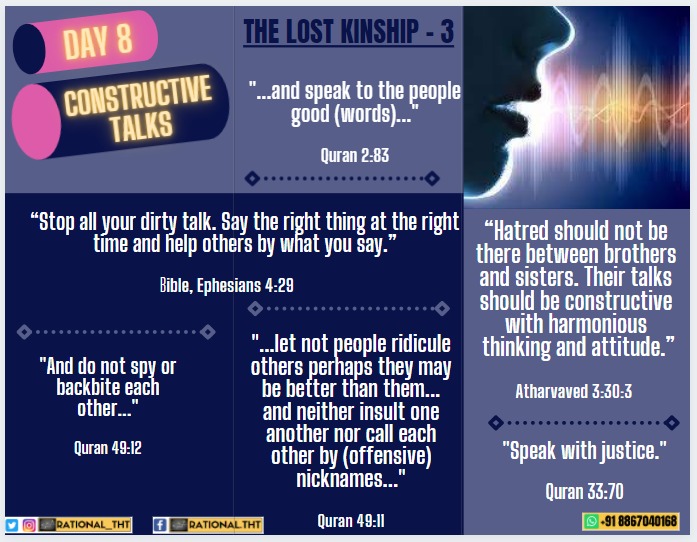 DAY 8
CONSTRUCTIVE
TALKS
THE LOST KINSHIP - 3
"...and speak to the people
good (words)..."
Quran 2:83
“Stop all your dirty talk. Say the right thing at the right
time and help others by what you say.”
Bible, Ephesians 4:29
"And do not spy or
backbite each
other..."
Quran 49:12
"...let not people ridicule
others perhaps they may
be better than them...
and neither insult one
another nor call each
other by (offensive)
nicknames..."
Quran 49:11
“Hatred should not be
there between brothers
and sisters. Their talks
should be constructive
with harmonious
thinking and attitude.”
Atharvaved 3:30:3
"Speak with justice."
Quran 33:70
RATIONAL_THT
RATIONAL.THT
+91 8867040168